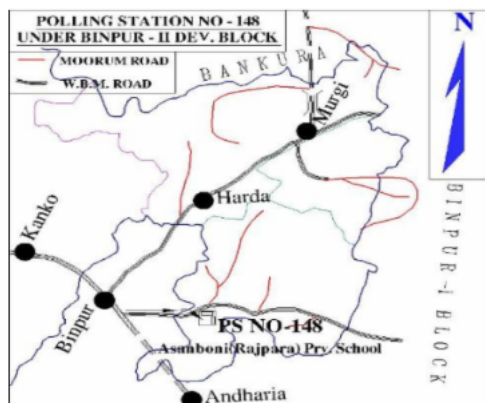 POLLING STATION NO - 148
UNDER BINPUR - II DEV. BLOCK
MOORUM ROAD
W.B.M. ROAD
N
BANKURA
Murgi
Harda
Kanko
BINPUR-I BLOCK
Binpur
PS NO-148
Asanboni(Rajpara) Prv. School
Andharia